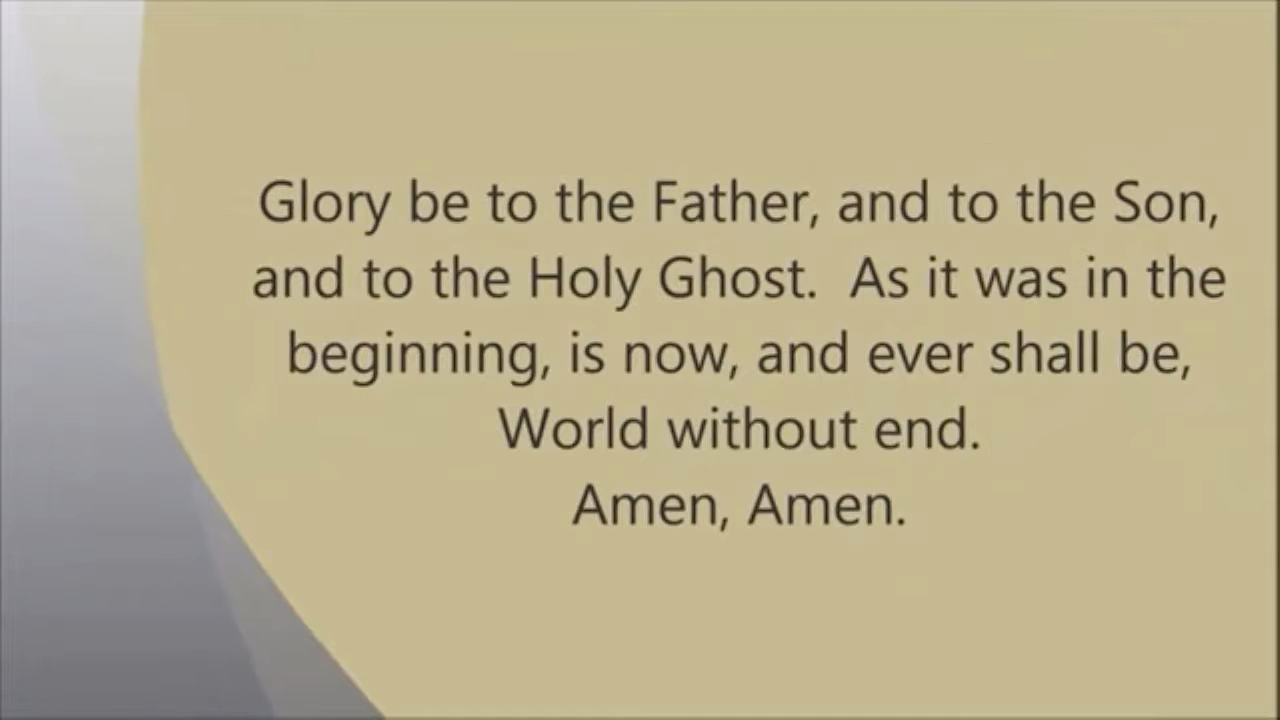 Glory be to the Father, and to the Son,
and to the Holy Ghost.  As it was in the
beginning, is now, and ever shall be,
World without end.
Amen, Amen.